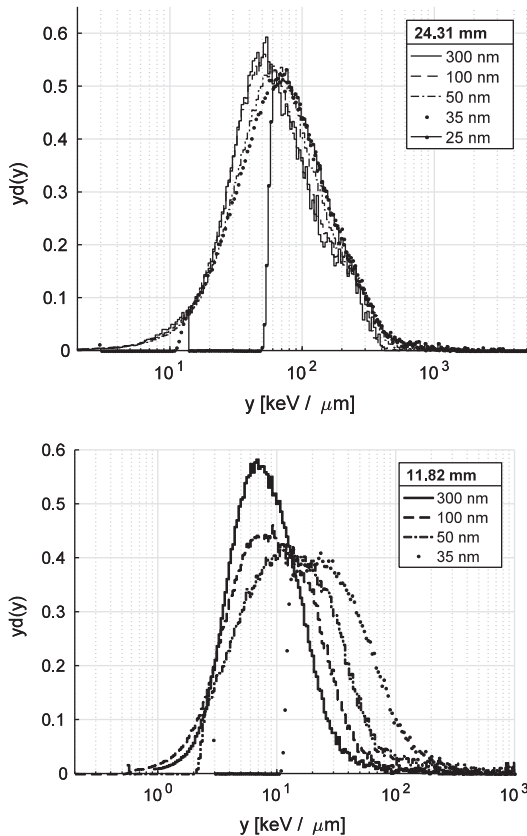 0.6
0.5
0.4
0.3
0.2
0.1
0
yd(y)
24.31 mm
300 nm
100 nm
50 nm
35 nm
25 nm
10¹
10²
10³
y [keV / μm]
0.6
0.5
0.4
0.3
0.2
0.1
0
yd(y)
11.82 mm
300 nm
100 nm
50 nm
35 nm
10⁰
10¹
10²
10³
y [keV / μm]